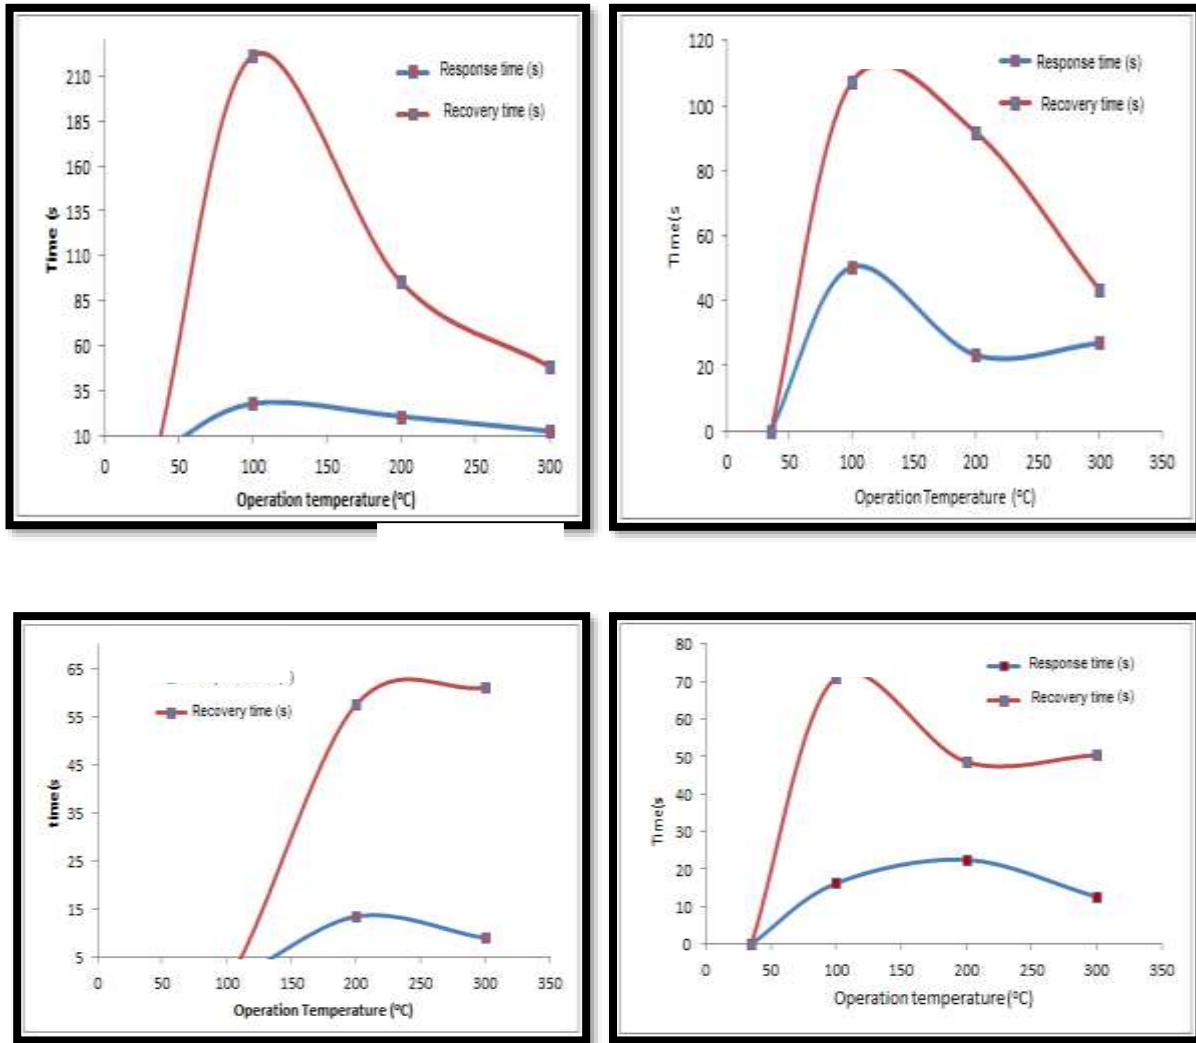 210
185
160
135
110
85
60
35
10
Time (s
Response time (s)
Recovery time (s)
0 50 100 150 200 250 300
Operation temperature (°C)
120
100
80
60
40
20
0
Time(s
Response time (s)
Recovery time (s)
0 50 100 150 200 250 300 350
Operation Temperature (°C)
65
55
45
35
25
15
5
time(s
Recovery time (s)
0 50 100 150 200 250 300 350
Operation Temperature (°C)
80
70
60
50
40
30
20
10
0
Time(s
Response time (s)
Recovery time (s)
0 50 100 150 200 250 300 350
Operation temperature (°C)